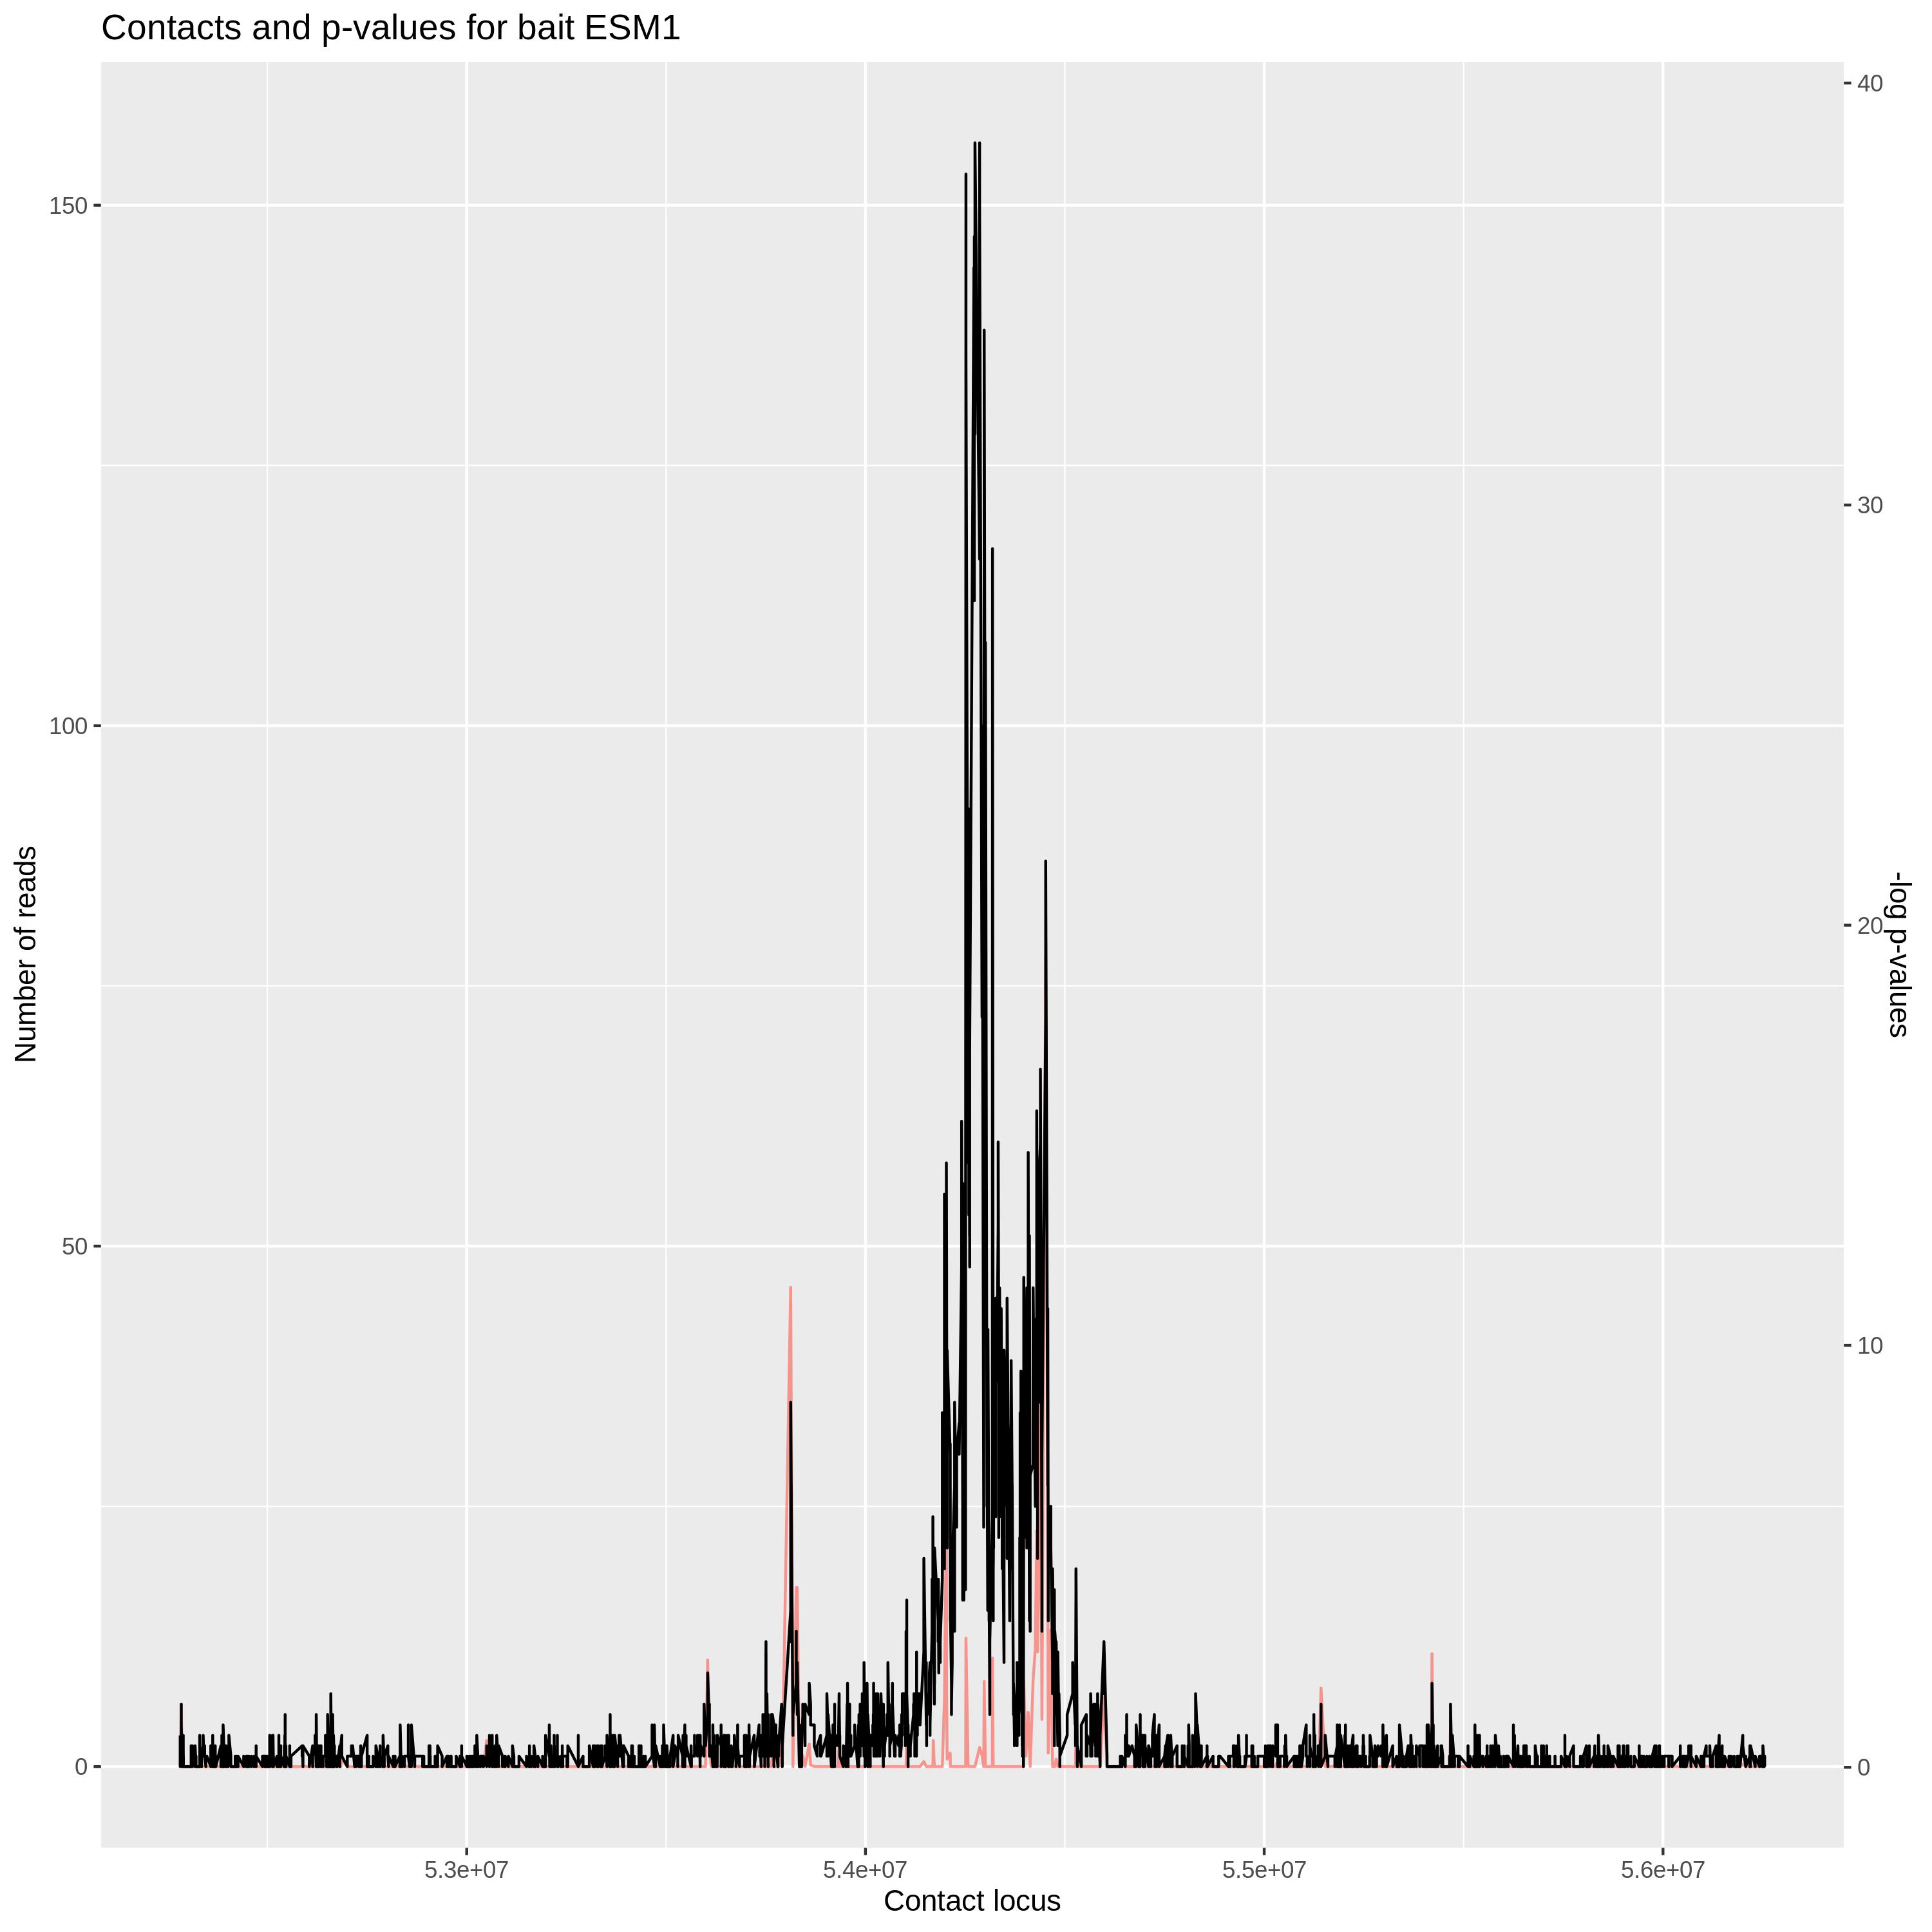 Contacts and p-values for bait ESM1
40
150
30
100
20
Number of reads
-log p-values
50
10
0
0
5.3e+07
5.4e+07
5.5e+07
5.6e+07
Contact locus